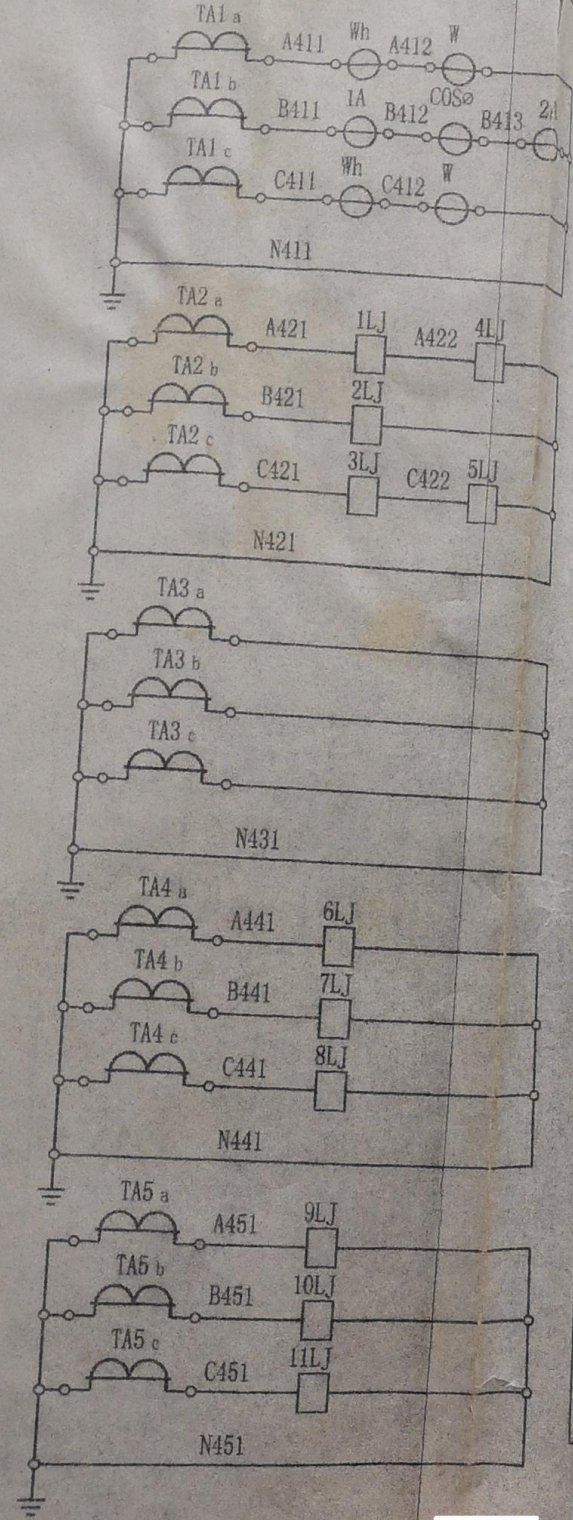 TA1 a
A411 Wh A412 W
TA1 b
B411 1A B412 COSø B413
TA1 c
C411 Wh C412 W
N411
TA2 a
A421 1LJ A422 4LJ
TA2 b
B421 2LJ
TA2 c
C421 3LJ C422 5LJ
N421
TA3 a
TA3 b
TA3 c
N431
TA4 a
A441 6LJ
TA4 b
B441 7LJ
TA4 c
C441 8LJ
N441
TA5 a
A451 9LJ
TA5 b
B451 10LJ
TA5 c
C451 11LJ
N451